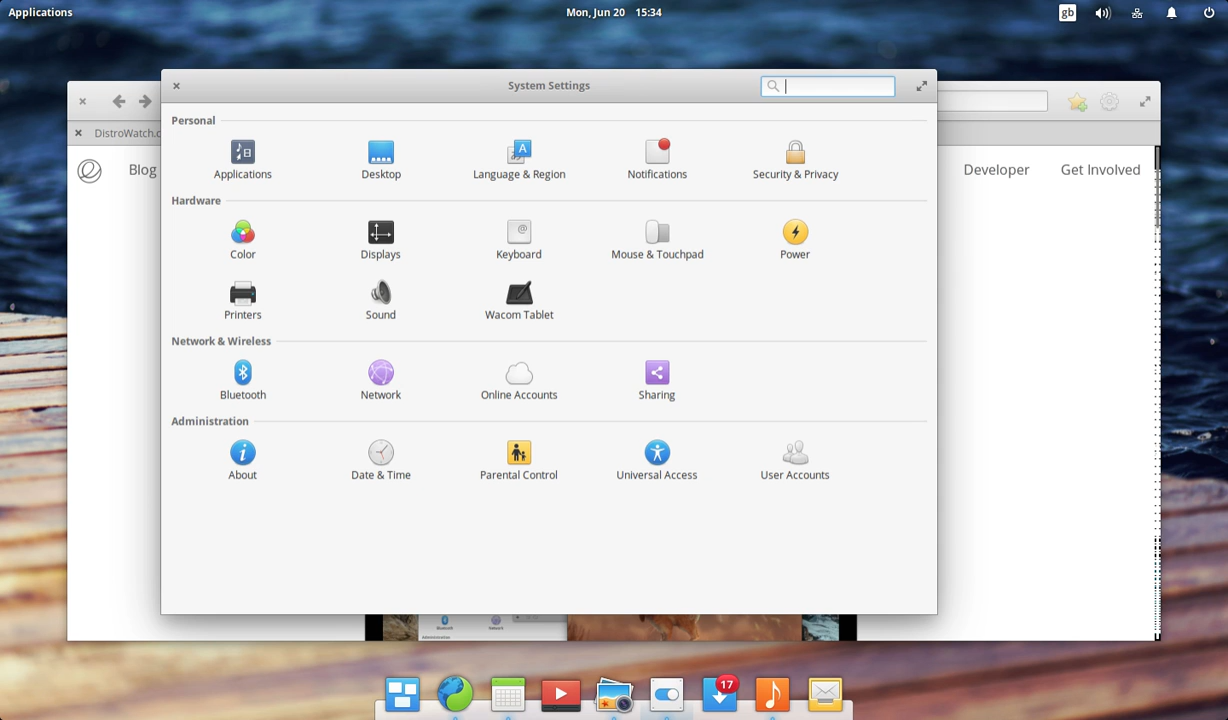 Applications
Mon, Jun 20 15:34
gb
System Settings
DistroWatch.c
Blog
Developer
Get Involved
Personal
Applications
Desktop
Language & Region
Notifications
Security & Privacy
Hardware
Color
Displays
Keyboard
Mouse & Touchpad
Power
Printers
Sound
Wacom Tablet
Network & Wireless
Bluetooth
Network
Online Accounts
Sharing
Administration
About
Date & Time
Parental Control
Universal Access
User Accounts
17